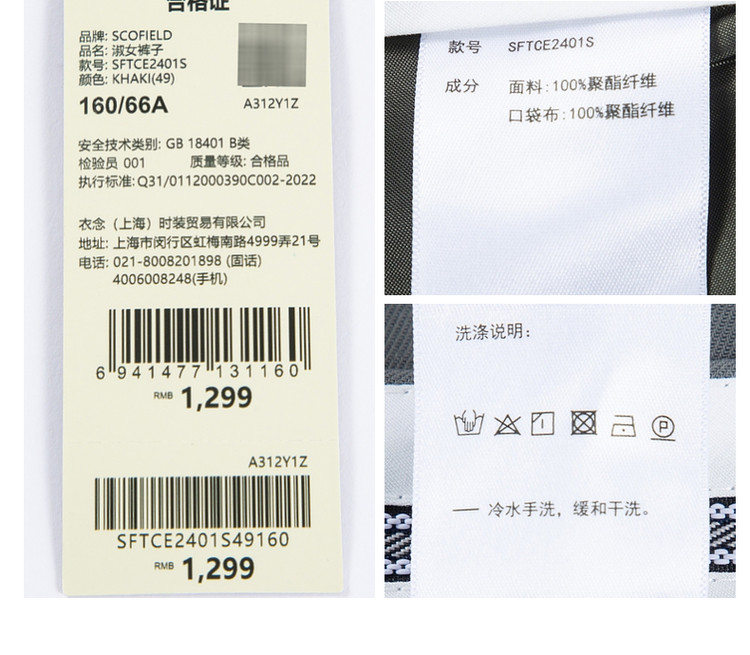 合格证
品牌: SCOFIELD
品名: 淑女裤子
款号: SFTCE2401S
颜色: KHAKI(49)
160/66A
A312Y1Z
安全技术类别: GB 18401 B类
检验员 001 质量等级: 合格品
执行标准: Q31/0112000390C002-2022
衣念（上海）时装贸易有限公司
地址: 上海市闵行区虹梅南路4999弄21号
电话: 021-8008201898 (固话)
4006008248(手机)
6 941477 131160
RMB 1,299
A312Y1Z
SFTCE2401S49160
RMB 1,299
款号 SFTCE2401S
成分 面料:100%聚酯纤维
口袋布:100%聚酯纤维
洗涤说明:
P
— 冷水手洗，缓和干洗。